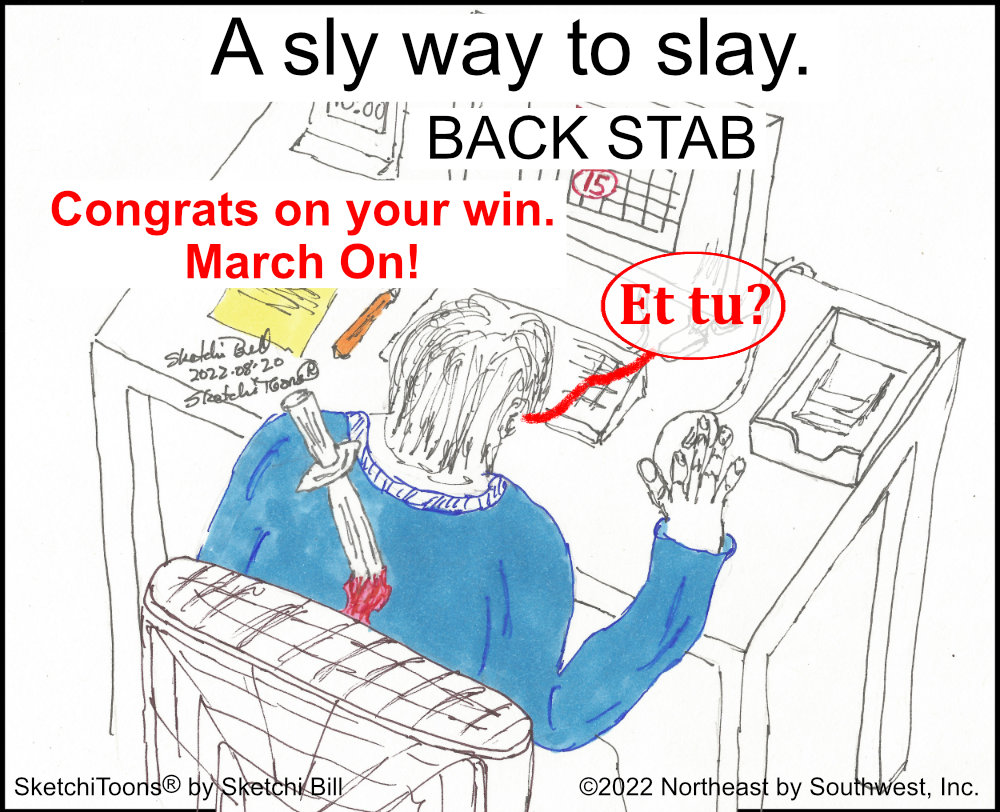 A sly way to slay.
BACK STAB
15
Congrats on your win.
March On!
Et tu?
Sketchi Bill
2022-08-20
SketchiToons®
SketchiToons® by Sketchi Bill
©2022 Northeast by Southwest, Inc.